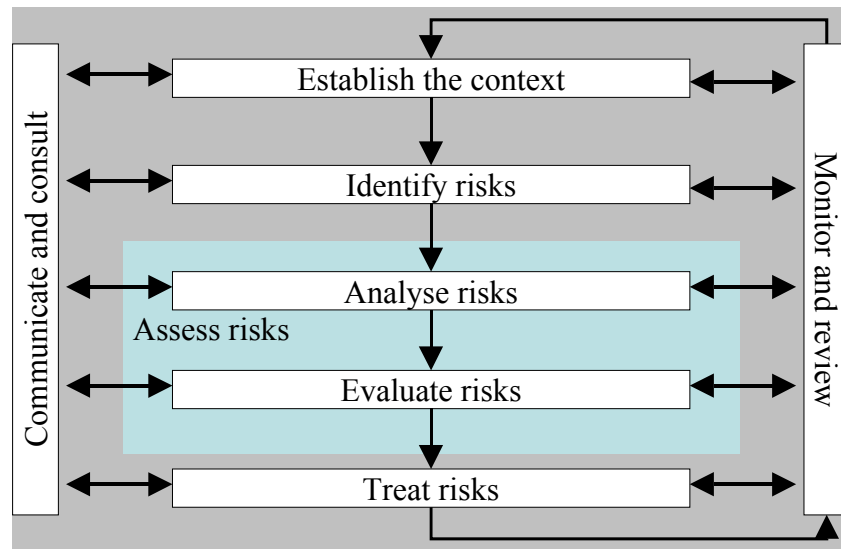 Communicate and consult
Establish the context
Identify risks
Analyse risks
Assess risks
Evaluate risks
Treat risks
Monitor and review